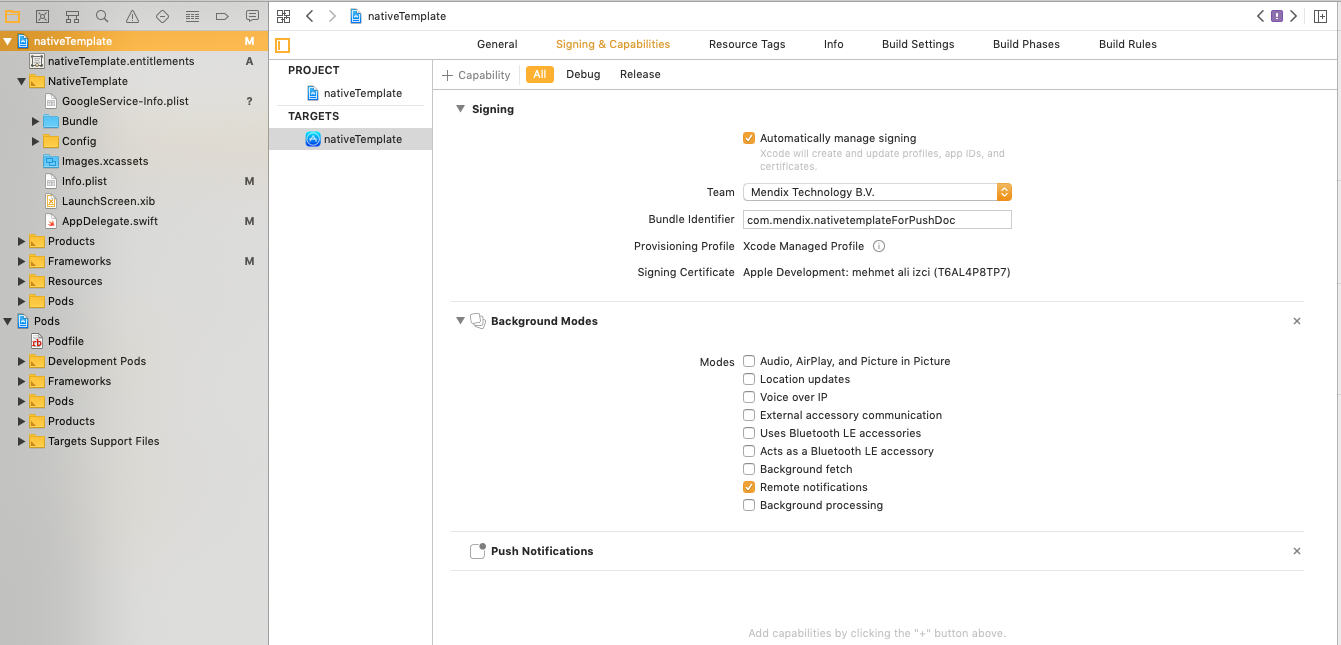 nativeTemplate
nativeTemplate M
nativeTemplate.entitlements A
NativeTemplate
GoogleService-Info.plist ?
Bundle
Config
Images.xcassets
Info.plist M
LaunchScreen.xib
AppDelegate.swift M
Products
Frameworks M
Resources
Pods
Pods
Podfile
Development Pods
Frameworks
Pods
Products
Targets Support Files
General Signing & Capabilities Resource Tags Info Build Settings Build Phases Build Rules
PROJECT
nativeTemplate
TARGETS
nativeTemplate
+ Capability All Debug Release
Signing
Automatically manage signing
Xcode will create and update profiles, app IDs, and
certificates.
Team Mendix Technology B.V.
Bundle Identifier com.mendix.nativetemplateForPushDoc
Provisioning Profile Xcode Managed Profile
Signing Certificate Apple Development: mehmet ali izci (T6AL4P8TP7)
Background Modes
Modes Audio, AirPlay, and Picture in Picture
Location updates
Voice over IP
External accessory communication
Uses Bluetooth LE accessories
Acts as a Bluetooth LE accessory
Background fetch
Remote notifications
Background processing
Push Notifications
Add capabilities by clicking the "+" button above.